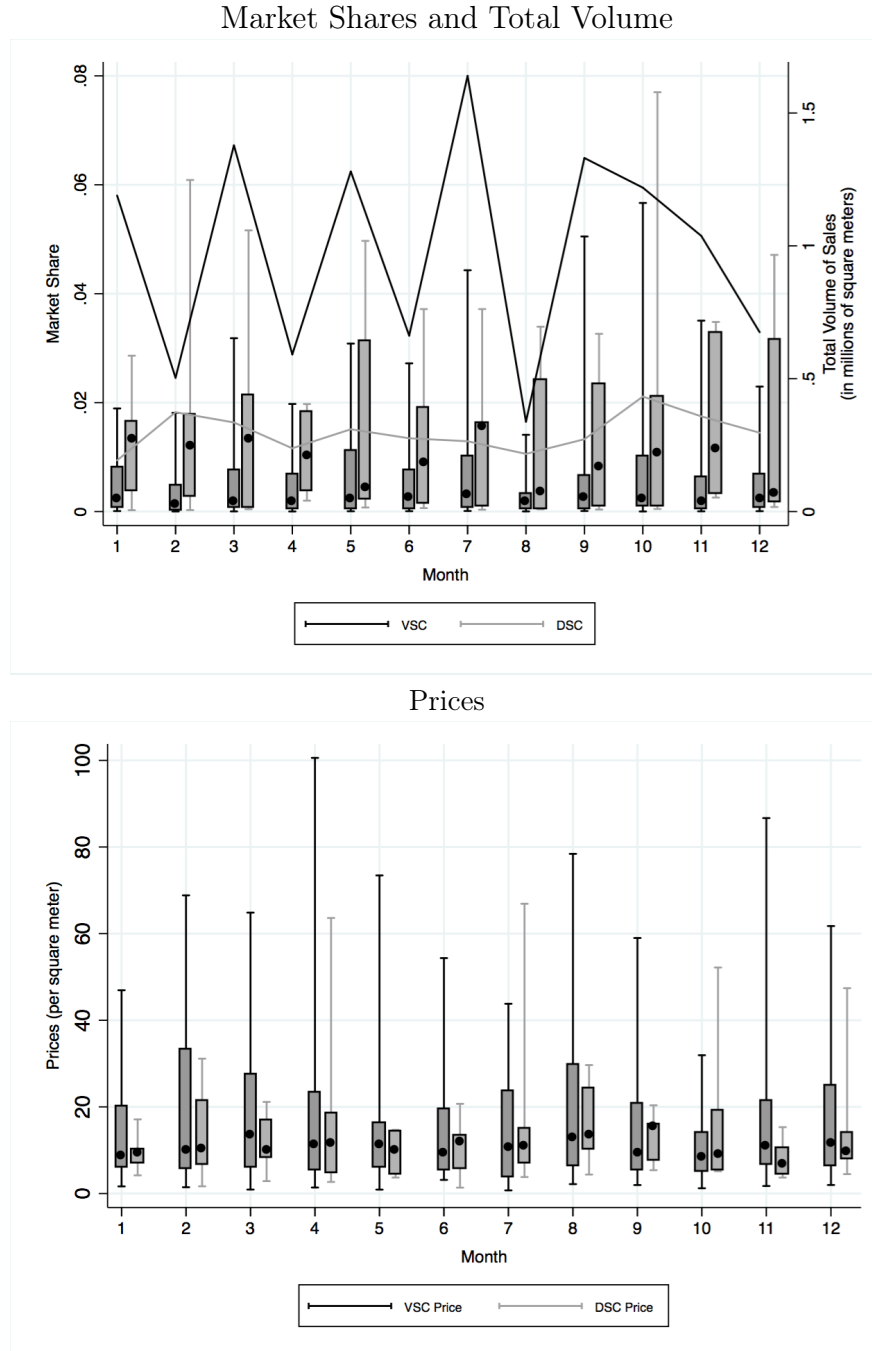 Market Shares and Total Volume
Market Share
.08
.06
.04
.02
0
1.5
1
.5
0
Total Volume of Sales
(in millions of square meters)
1 2 3 4 5 6 7 8 9 10 11 12
Month
VSC DSC
Prices
Prices (per square meter)
100
80
60
40
20
0
1 2 3 4 5 6 7 8 9 10 11 12
Month
VSC Price DSC Price